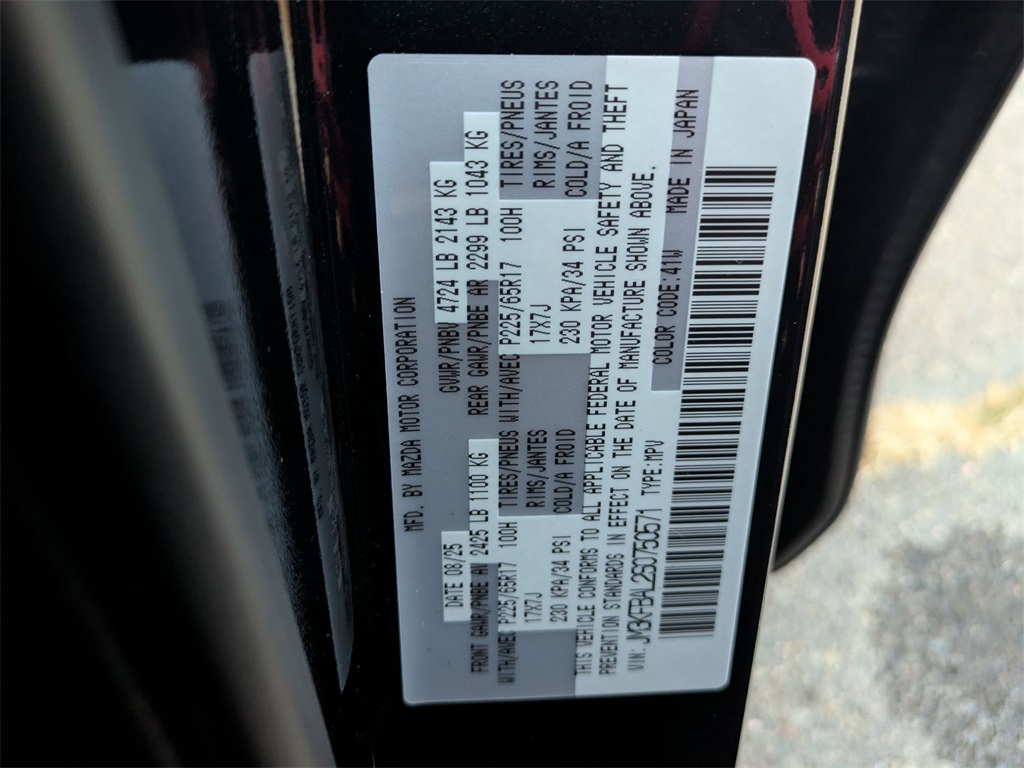 MFD. BY MAZDA MOTOR CORPORATION
DATE 08/25 GVWR/PNBV 4724 LB 2143 KG
FRONT GAWR/PNBE AV 2425 LB 1100 KG REAR GAWR/PNBE AR 2299 LB 1043 KG
WITH/AVEC P225/65R17 100H TIRES/PNEUS WITH/AVEC P225/65R17 100H TIRES/PNEUS
17X7J RIMS/JANTES 17X7J RIMS/JANTES
230 KPA/34 PSI COLD/A FROID 230 KPA/34 PSI COLD/A FROID
THIS VEHICLE CONFORMS TO ALL APPLICABLE FEDERAL MOTOR VEHICLE SAFETY AND THEFT
PREVENTION STANDARDS IN EFFECT ON THE DATE OF MANUFACTURE SHOWN ABOVE.
VIN: JM3KFBAL2S0750571 TYPE:MPV COLOR CODE:41W MADE IN JAPAN